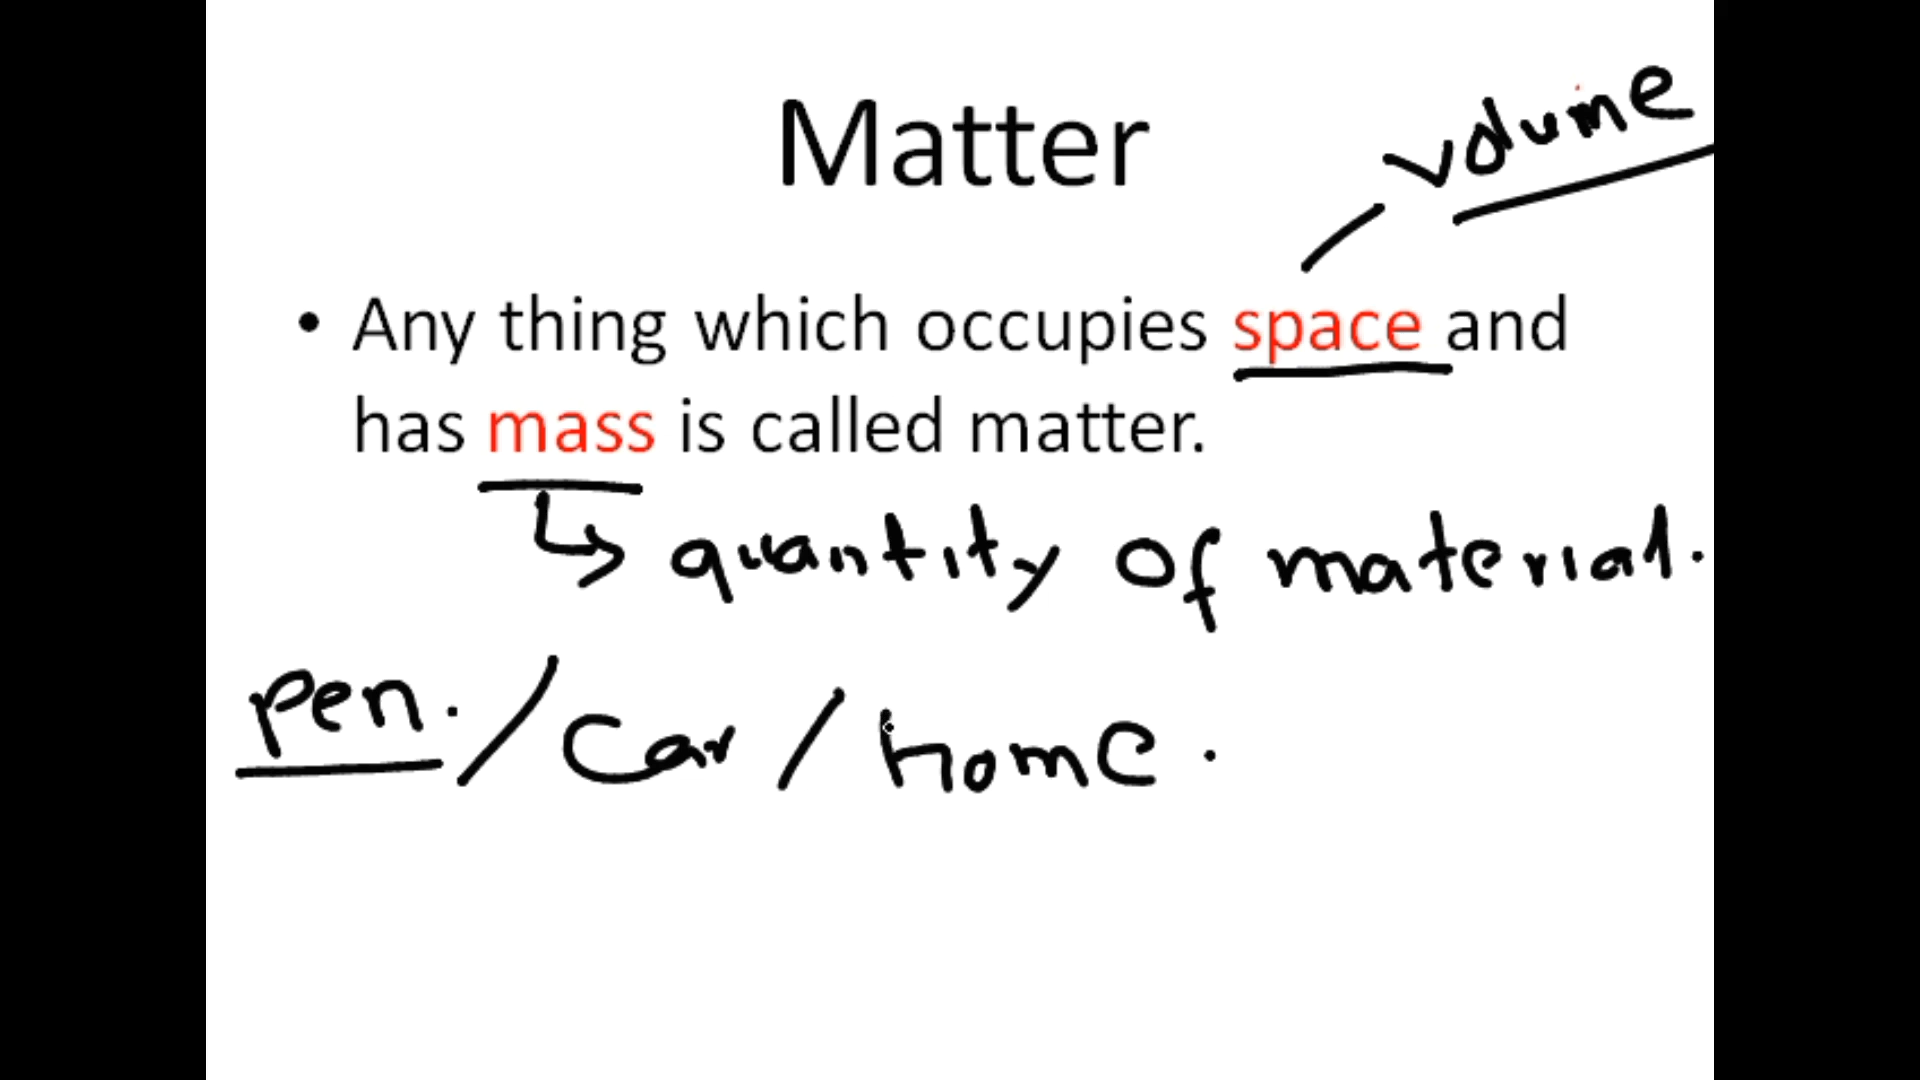 Matter
volume
• Any thing which occupies space and
has mass is called matter.
↳ quantity of material.
pen. / Car / home.